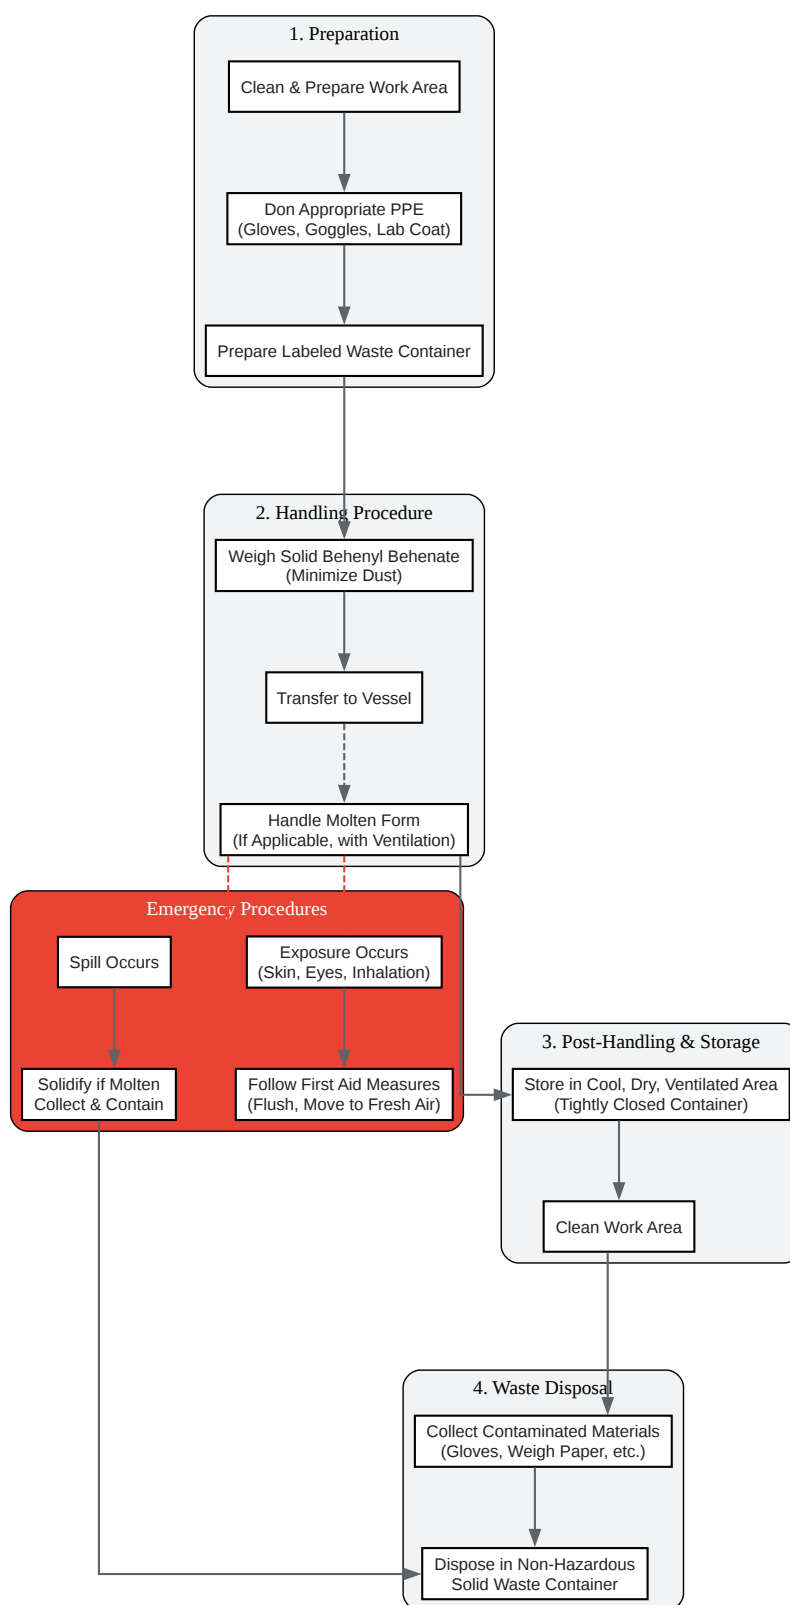 1. Preparation
Clean & Prepare Work Area
Don Appropriate PPE
(Gloves, Goggles, Lab Coat)
Prepare Labeled Waste Container
2. Handling Procedure
Weigh Solid Behenyl Behenate
(Minimize Dust)
Transfer to Vessel
Handle Molten Form
(If Applicable, with Ventilation)
Emergency Procedures
Spill Occurs
Exposure Occurs
(Skin, Eyes, Inhalation)
Solidify if Molten
Collect & Contain
Follow First Aid Measures
(Flush, Move to Fresh Air)
3. Post-Handling & Storage
Store in Cool, Dry, Ventilated Area
(Tightly Closed Container)
Clean Work Area
4. Waste Disposal
Collect Contaminated Materials
(Gloves, Weigh Paper, etc.)
Dispose in Non-Hazardous
Solid Waste Container